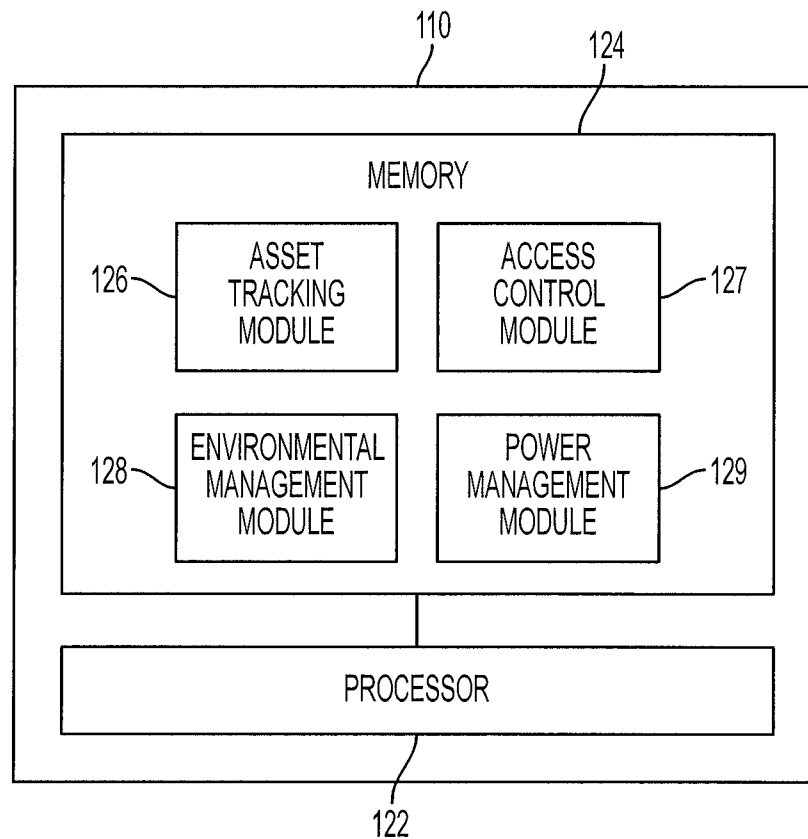 110
124
MEMORY
ASSET
TRACKING
MODULE
126
ACCESS
CONTROL
MODULE
127
ENVIRONMENTAL
MANAGEMENT
MODULE
128
POWER
MANAGEMENT
MODULE
129
PROCESSOR
122